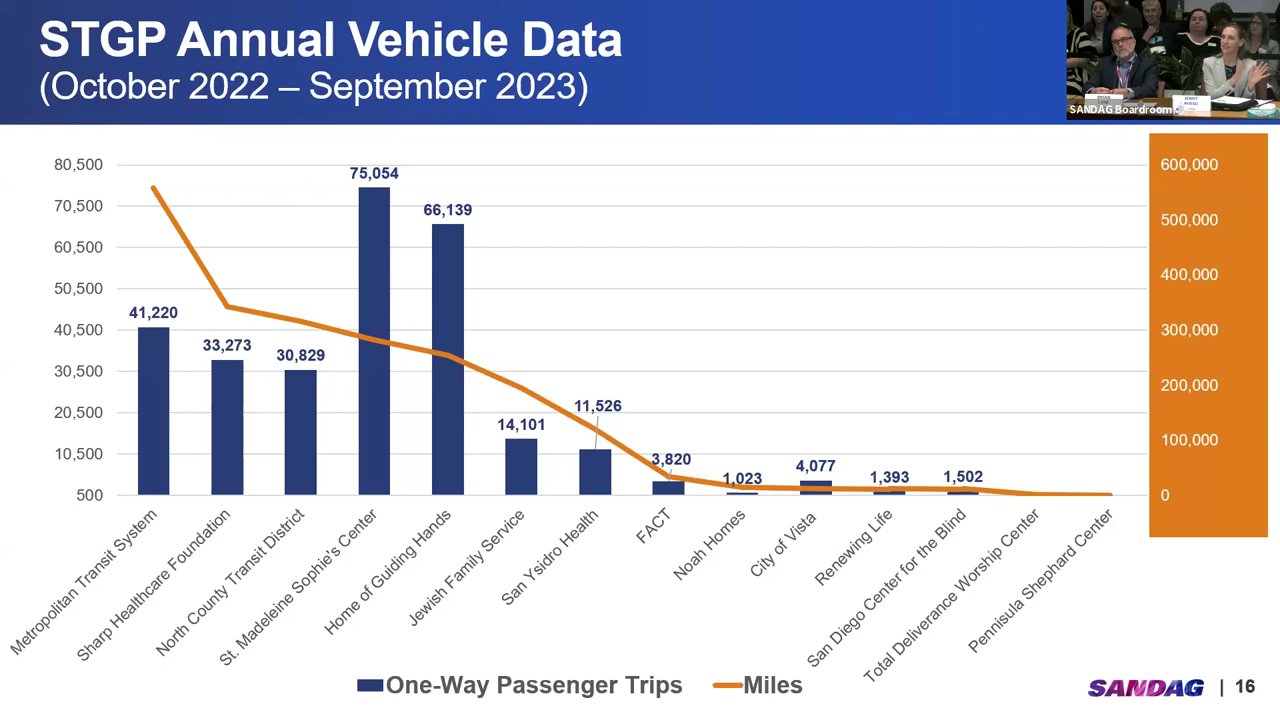 STGP Annual Vehicle Data
(October 2022 – September 2023)
SANDAG Boardroom
80,500
70,500
60,500
50,500
40,500
30,500
20,500
10,500
500
41,220
33,273
30,829
75,054
66,139
14,101
11,526
3,820
1,023
4,077
1,393
1,502
600,000
500,000
400,000
300,000
200,000
100,000
0
Metropolitan Transit System
Sharp Healthcare Foundation
North County Transit District
St. Madeleine Sophie's Center
Home of Guiding Hands
Jewish Family Service
San Ysidro Health
FACT
Noah Homes
City of Vista
Renewing Life
San Diego Center for the Blind
Total Deliverance Worship Center
Pennisula Shephard Center
One-Way Passenger Trips
Miles
SANDAG | 16